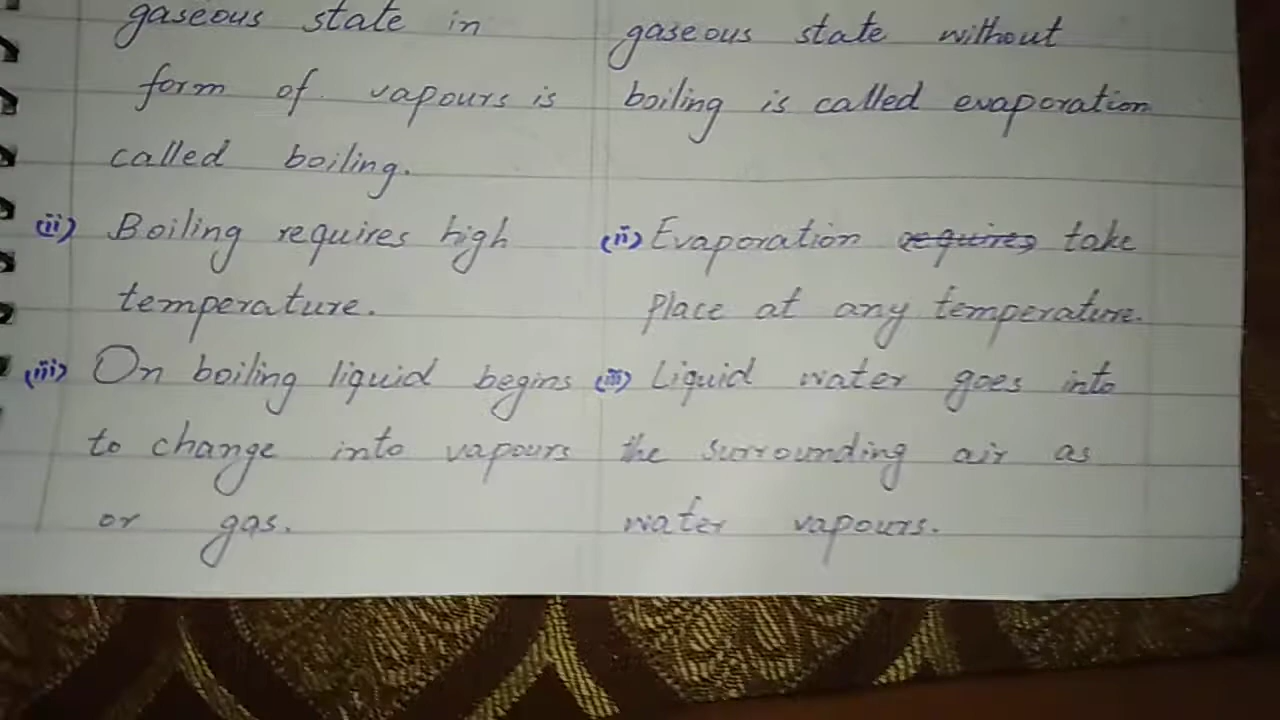 gaseous state in
form of vapours is
called boiling.
(ii) Boiling requires high
temperature.
(iii) On boiling liquid begins
to change into vapours
or gas.
gaseous state without
boiling is called evaporation
(ii) Evaporation requires take
Place at any temperature.
(iii) Liquid water goes into
the surrounding air as
water vapours.